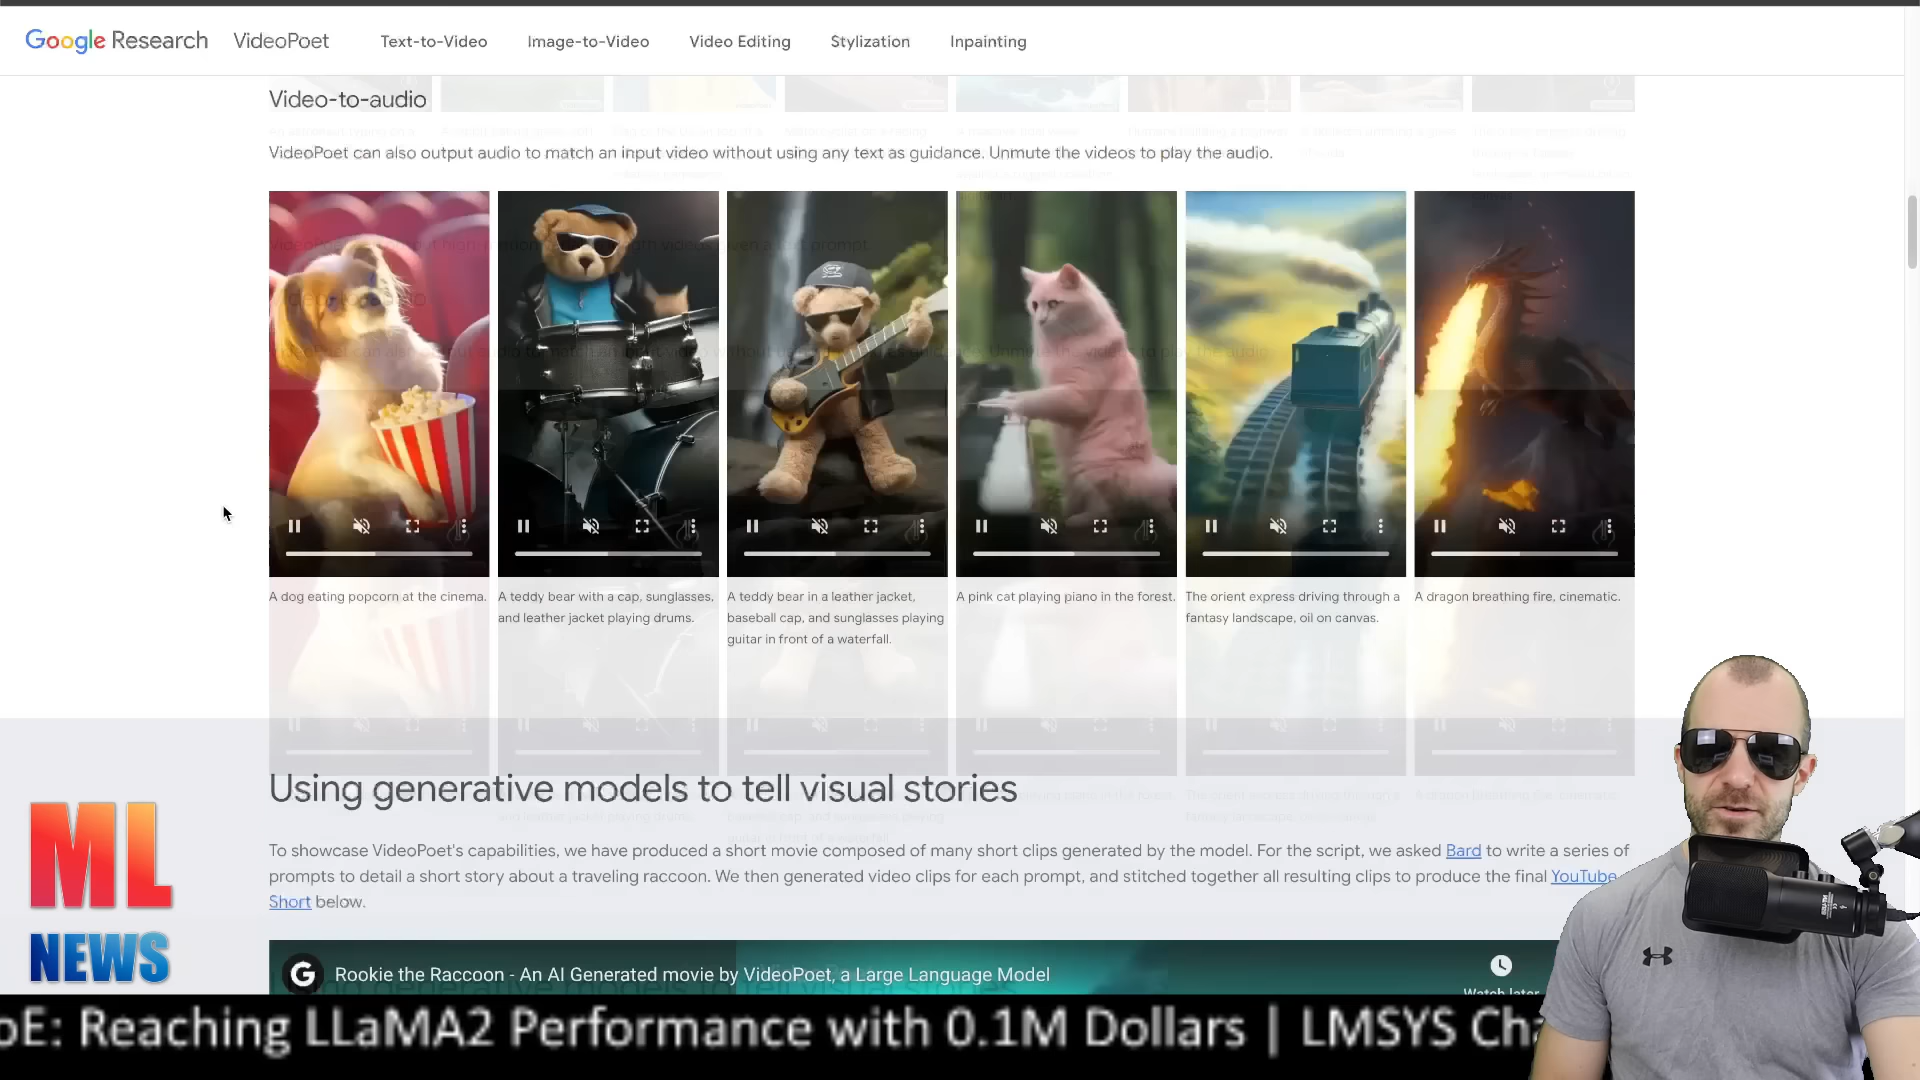 Google Research VideoPoet Text-to-Video Image-to-Video Video Editing Stylization Inpainting
Video-to-audio
VideoPoet can also output audio to match an input video without using any text as guidance. Unmute the videos to play the audio.
A dog eating popcorn at the cinema.
A teddy bear with a cap, sunglasses,
and leather jacket playing drums.
A teddy bear in a leather jacket,
baseball cap, and sunglasses playing
guitar in front of a waterfall.
A pink cat playing piano in the forest.
The orient express driving through a
fantasy landscape, oil on canvas.
A dragon breathing fire, cinematic.
Using generative models to tell visual stories
To showcase VideoPoet's capabilities, we have produced a short movie composed of many short clips generated by the model. For the script, we asked Bard to write a series of
prompts to detail a short story about a traveling raccoon. We then generated video clips for each prompt, and stitched together all resulting clips to produce the final YouTube
Short below.
ML
NEWS
G Rookie the Raccoon - An AI Generated movie by VideoPoet, a Large Language Model
Watch later
oE: Reaching LLaMA2 Performance with 0.1M Dollars | LMSYS Cha